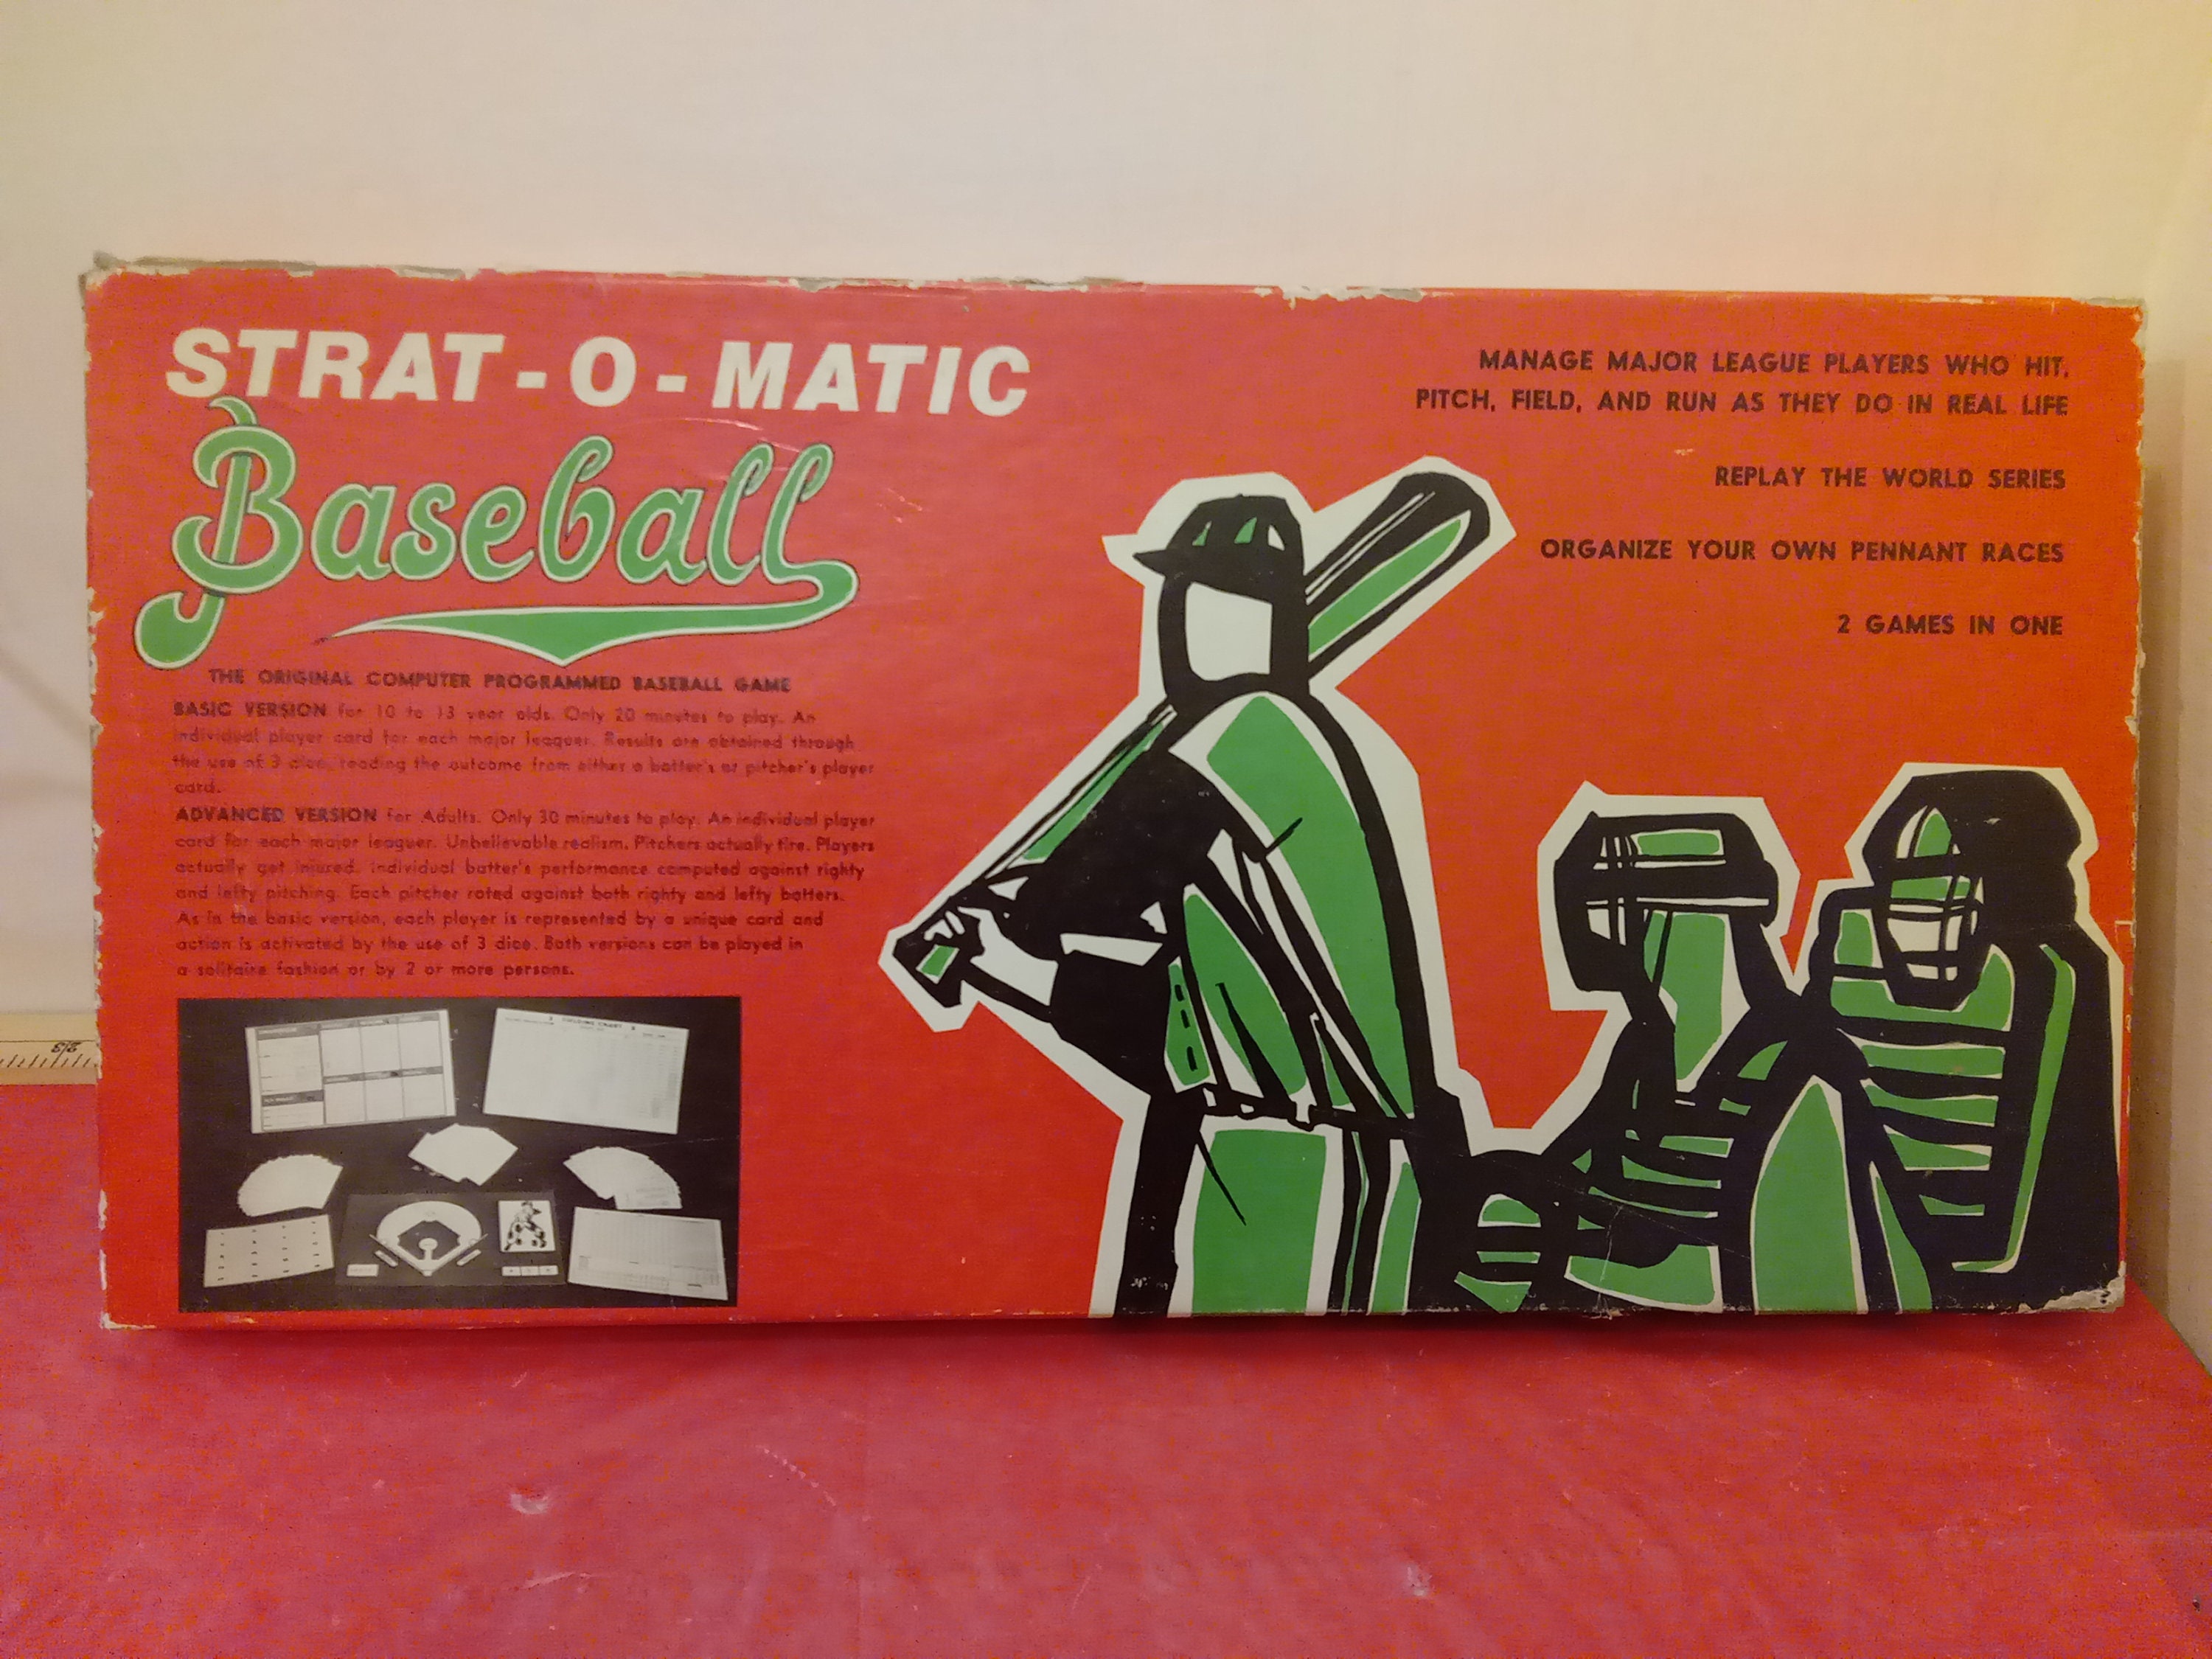 STRAT-O-MATIC
Baseball
THE ORIGINAL COMPUTER PROGRAMMED BASEBALL GAME
BASIC VERSION for 10 to 13 year olds. Only 20 minutes to play. An
individual player card for each major leaguer. Results are obtained through
the use of 3 dice, reading the outcome from either a batter's or pitcher's player
card.
ADVANCED VERSION for Adults. Only 30 minutes to play. An individual player
card for each major leaguer. Unbelievable realism. Pitchers actually tire. Players
actually get injured. Individual batter's performance computed against righty
and lefty pitching. Each pitcher rated against both righty and lefty batters.
As in the basic version, each player is represented by a unique card and
action is activated by the use of 3 dice. Both versions can be played in
a solitaire fashion or by 2 or more persons.
FIELDING CHART
MANAGE MAJOR LEAGUE PLAYERS WHO HIT,
PITCH, FIELD, AND RUN AS THEY DO IN REAL LIFE
REPLAY THE WORLD SERIES
ORGANIZE YOUR OWN PENNANT RACES
2 GAMES IN ONE